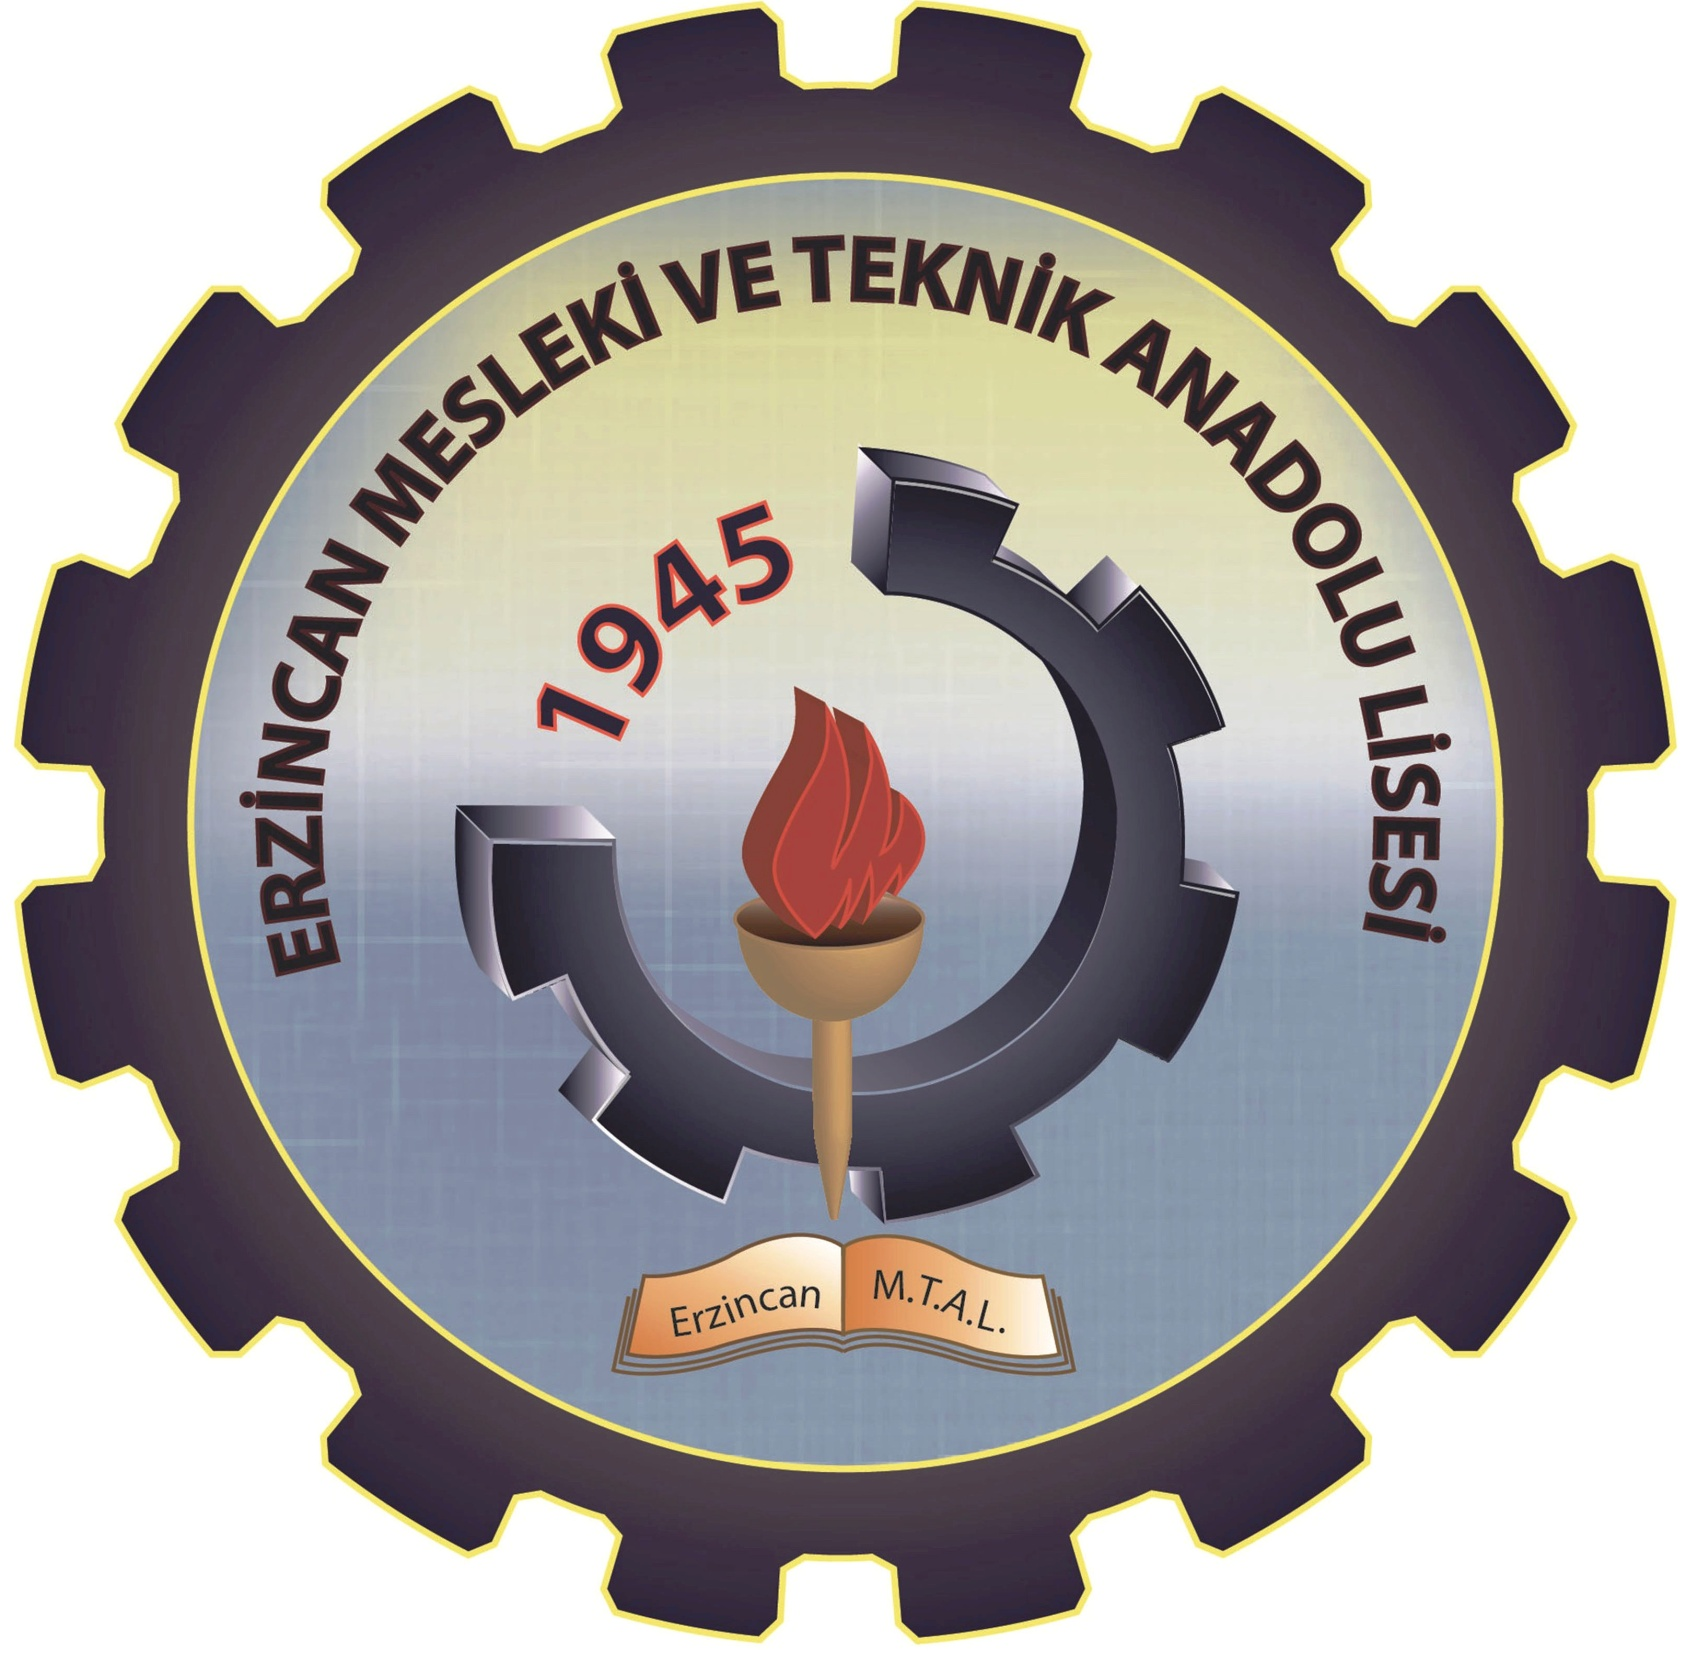 ERZİNCAN MESLEKİ VE TEKNİK ANADOLU LİSESİ
1945
Erzincan M.T.A.L.